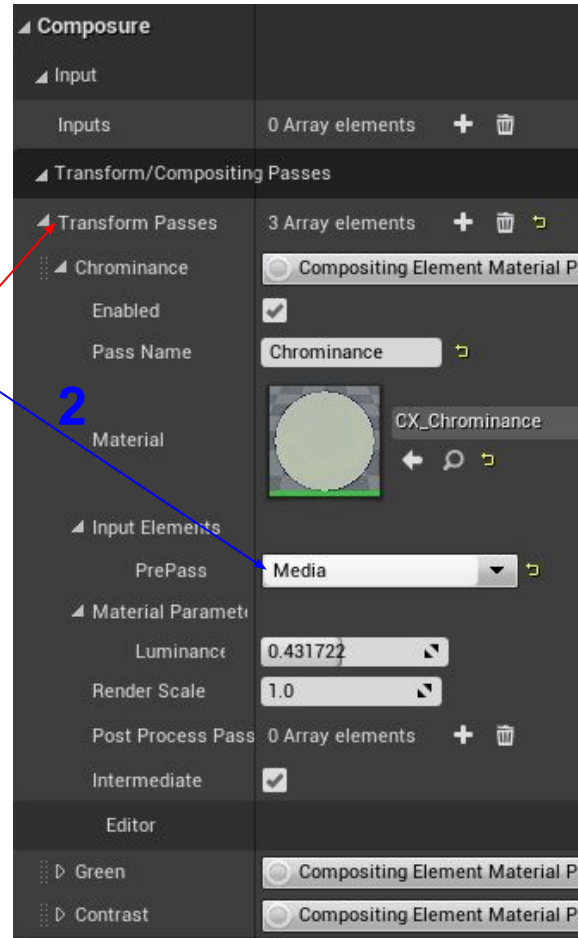 Composure
Input
Inputs 0 Array elements
Transform/Compositing Passes
Transform Passes 3 Array elements
Chrominance Compositing Element Material P
Enabled
Pass Name Chrominance
2
Material CX_Chrominance
Input Elements
PrePass Media
Material Paramet
Luminance 0.431722
Render Scale 1.0
Post Process Pass 0 Array elements
Intermediate
Editor
Green Compositing Element Material P
Contrast Compositing Element Material P